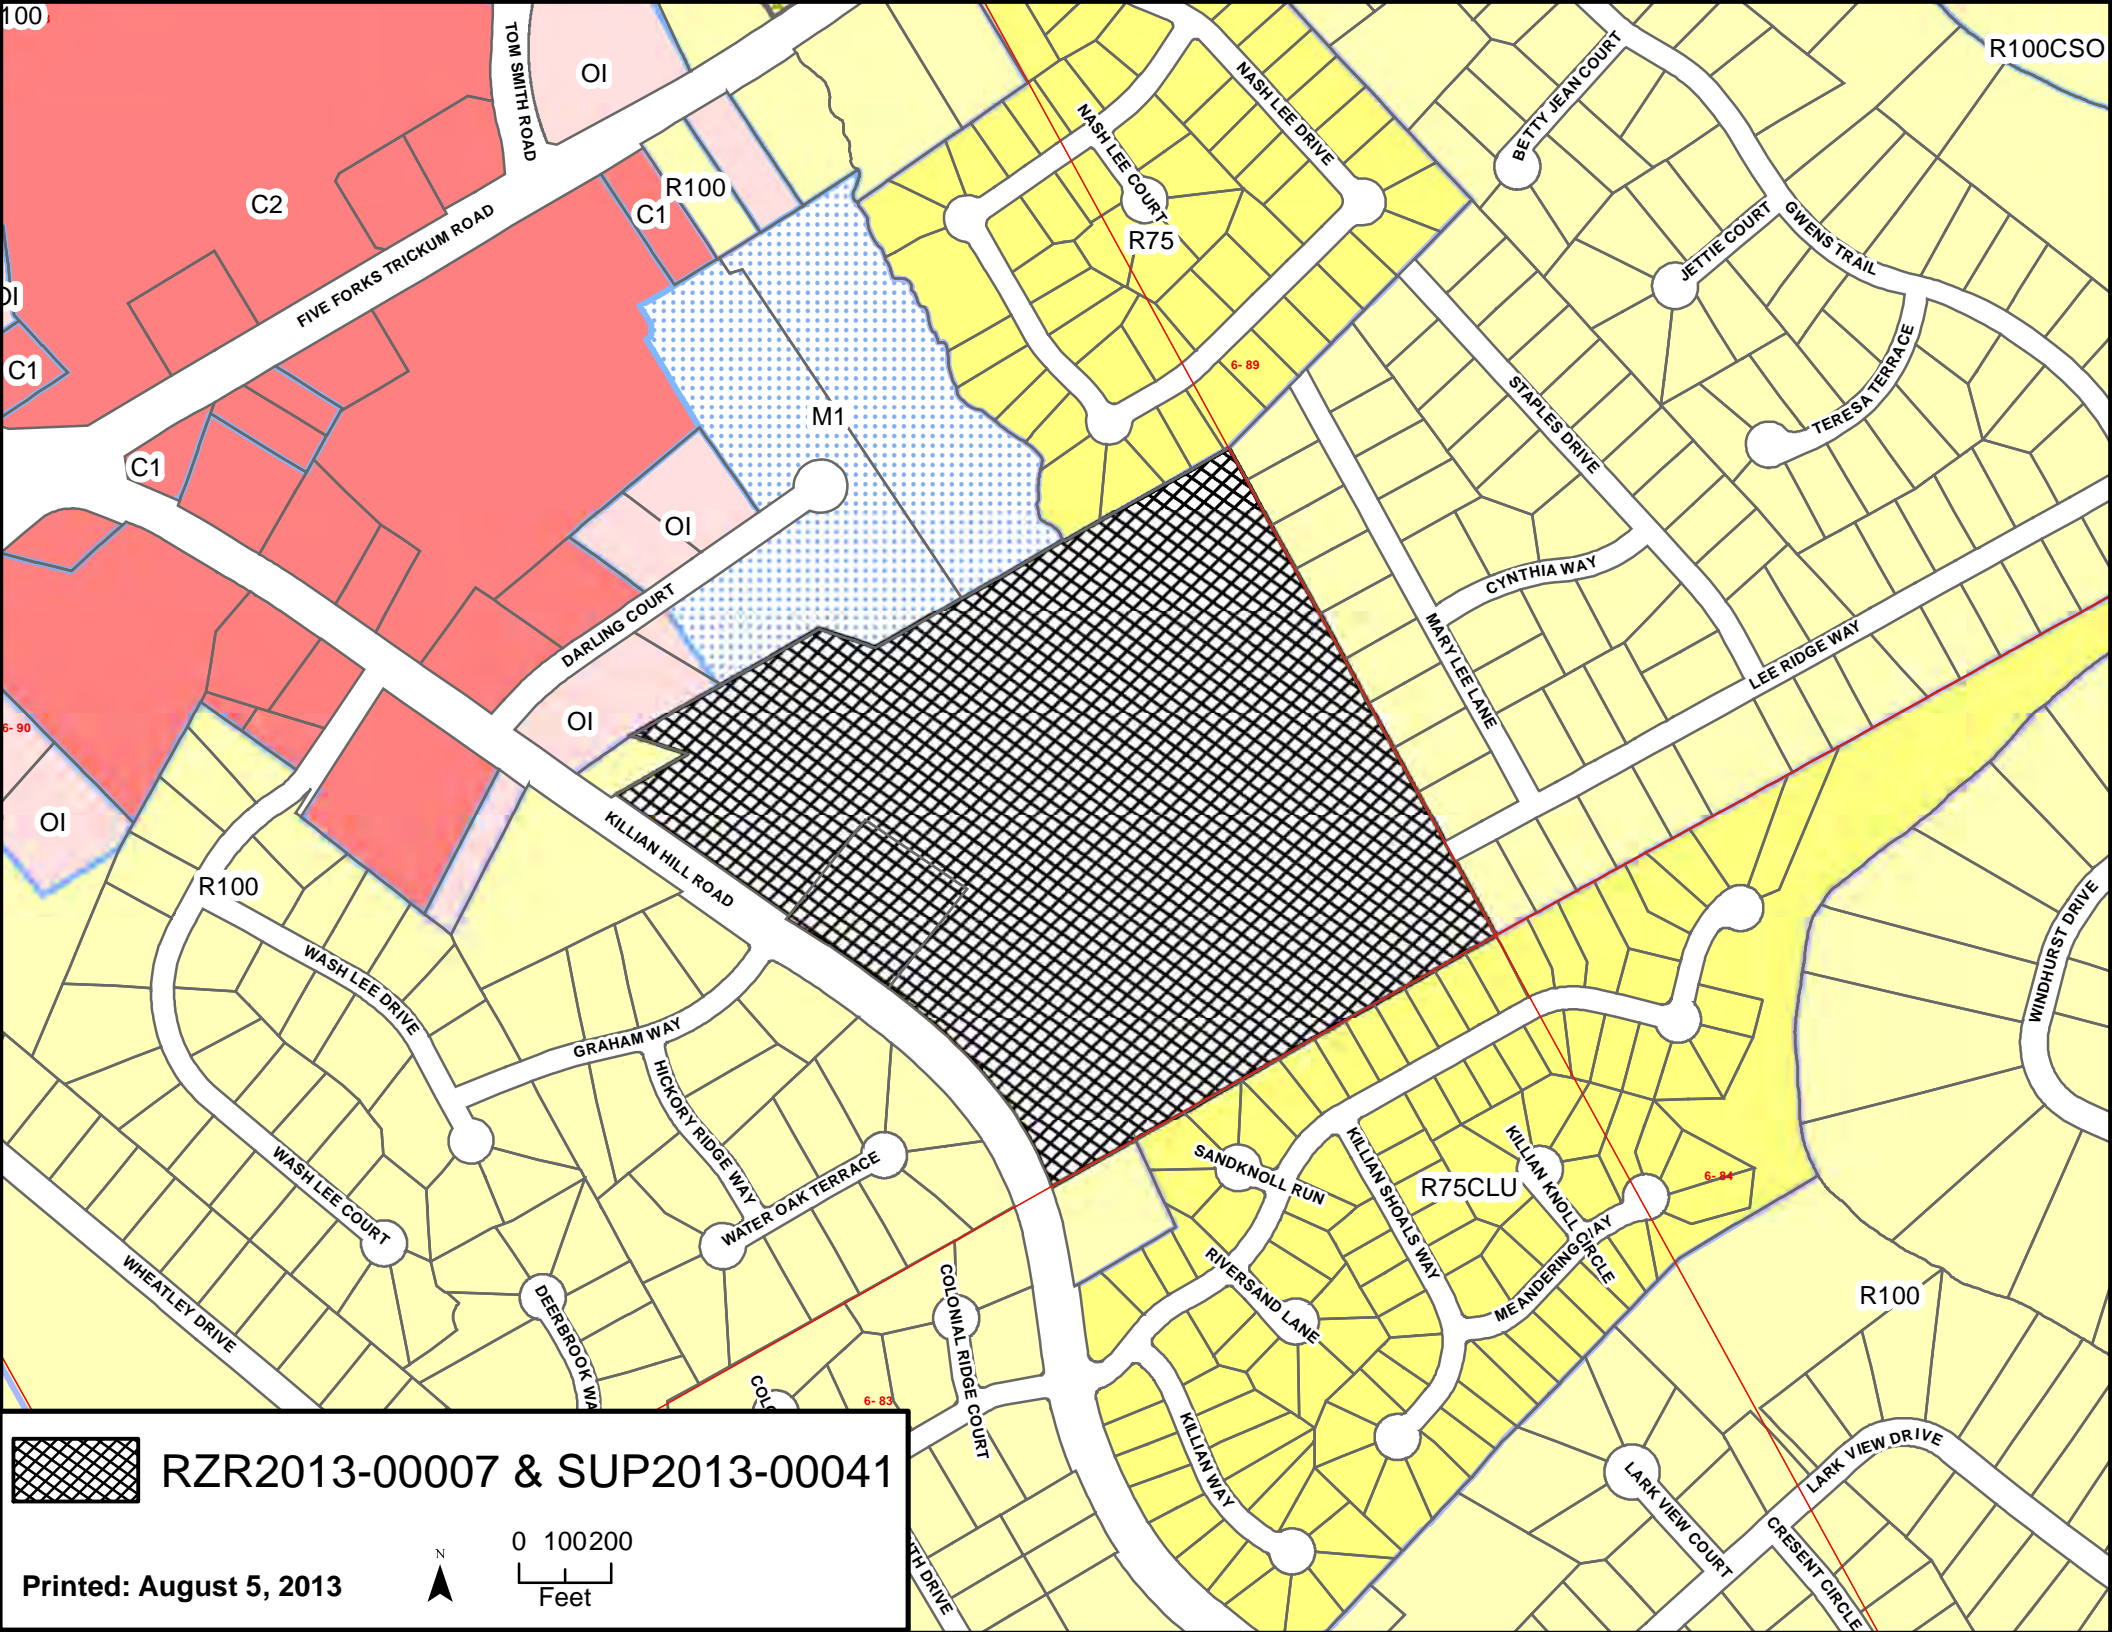 100
TOM SMITH ROAD
OI
R100CSO
BETTY JEAN COURT
NASH LEE DRIVE
NASH LEE COURT
C2
R100
C1
FIVE FORKS TRICKUM ROAD
R75
JETTIE COURT
GWENS TRAIL
OI
C1
M1
6- 89
STAPLES DRIVE
TERESA TERRACE
C1
OI
CYNTHIA WAY
DARLING COURT
MARY LEE LANE
LEE RIDGE WAY
6- 90
OI
OI
KILLIAN HILL ROAD
R100
WINDHURST DRIVE
WASH LEE DRIVE
GRAHAM WAY
HICKORY RIDGE WAY
WASH LEE COURT
WATER OAK TERRACE
SANDKNOLL RUN
KILLIAN SHOALS WAY
R75CLU
KILLIAN KNOLL CIRCLE
6- 84
MEANDERING WAY
RIVERSAND LANE
WHEATLEY DRIVE
DEERBROOK WA
COLONIAL RIDGE COURT
R100
COLO
6- 83
KILLIAN WAY
LARK VIEW DRIVE
LARK VIEW COURT
CRESENT CIRCLE
TH DRIVE
RZR2013-00007 & SUP2013-00041
0 100200
Feet
N
Printed: August 5, 2013